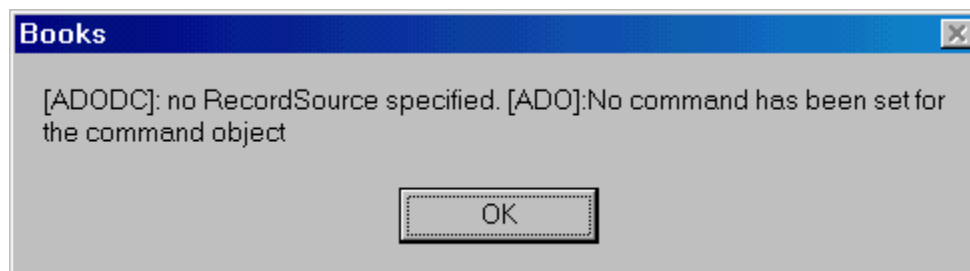 Books
[ADODC]: no RecordSource specified. [ADO]:No command has been set for
the command object
OK